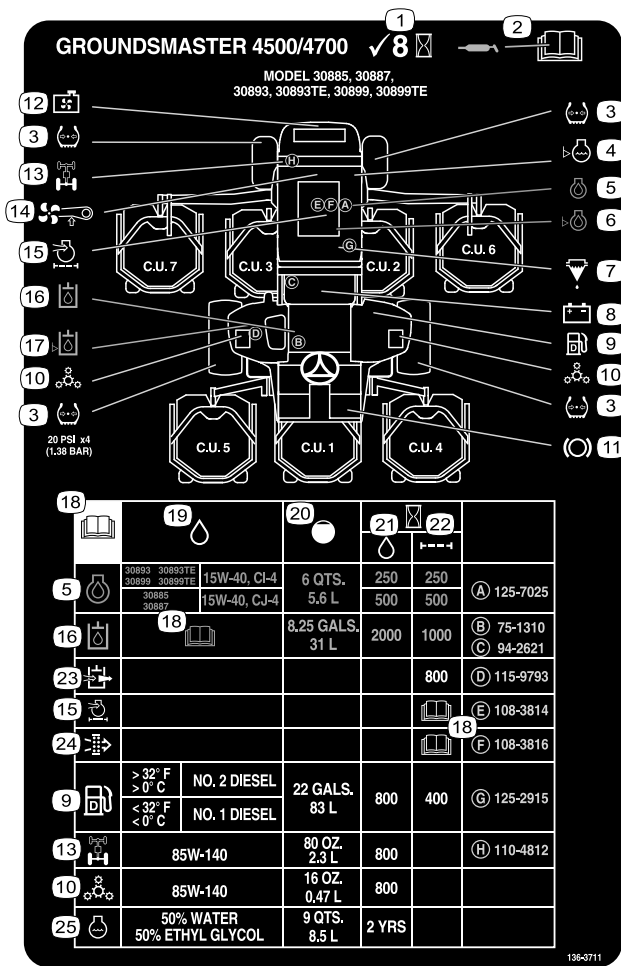 1
2
GROUNDSMASTER 4500/4700 ✓8
MODEL 30885, 30887,
30893, 30893TE, 30899, 30899TE
12
3
13
14
15
16
17
10
3
20 PSI x4
(1.38 BAR)
3
4
5
6
7
8
9
10
3
11
H
E F A
G
C
D
B
C.U. 7
C.U. 3
C.U. 2
C.U. 6
C.U. 5
C.U. 1
C.U. 4
18
19
20
21
22
5
30893 30893TE
30899 30899TE
15W-40, CI-4
30885
30887
15W-40, CJ-4
6 QTS.
5.6 L
250
250
500
500
A 125-7025
16
18
8.25 GALS.
31 L
2000
1000
B 75-1310
C 94-2621
23
800
D 115-9793
15
18
E 108-3814
24
F 108-3816
9
D
> 32° F
> 0° C
NO. 2 DIESEL
< 32° F
< 0° C
NO. 1 DIESEL
22 GALS.
83 L
800
400
G 125-2915
13
85W-140
80 OZ.
2.3 L
800
H 110-4812
10
85W-140
16 OZ.
0.47 L
800
25
50% WATER
50% ETHYL GLYCOL
9 QTS.
8.5 L
2 YRS
136-3711